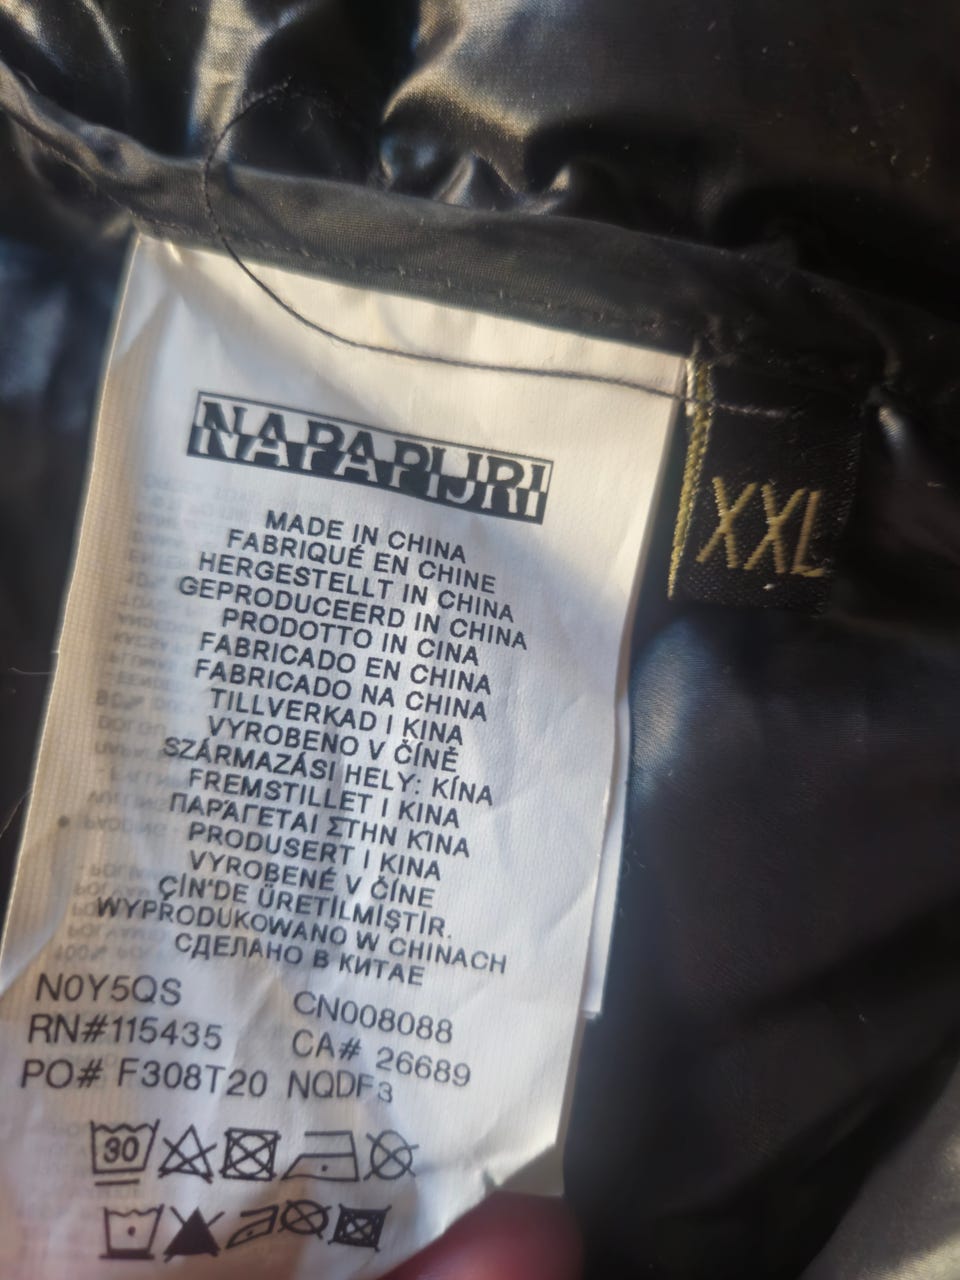 NAPAPIJRI
XXL
MADE IN CHINA
FABRIQUÉ EN CHINE
HERGESTELLT IN CHINA
GEPRODUCEERD IN CHINA
PRODOTTO IN CINA
FABRICADO EN CHINA
FABRICADO NA CHINA
TILLVERKAD I KINA
VYROBENO V ČÍNĚ
SZÁRMAZÁSI HELY: KÍNA
FREMSTILLET I KINA
ΠΑΡΑΓΕΤΑΙ ΣΤΗΝ ΚΊΝΑ
PRODUSERT I KINA
VYROBENÉ V ČÍNE
ÇİN'DE ÜRETİLMİŞTİR.
WYPRODUKOWANO W CHINACH
СДЕЛАНО В КИТАЕ
N0Y5QS CN008088
RN#115435 CA# 26689
PO# F308T20 NQDF3
30